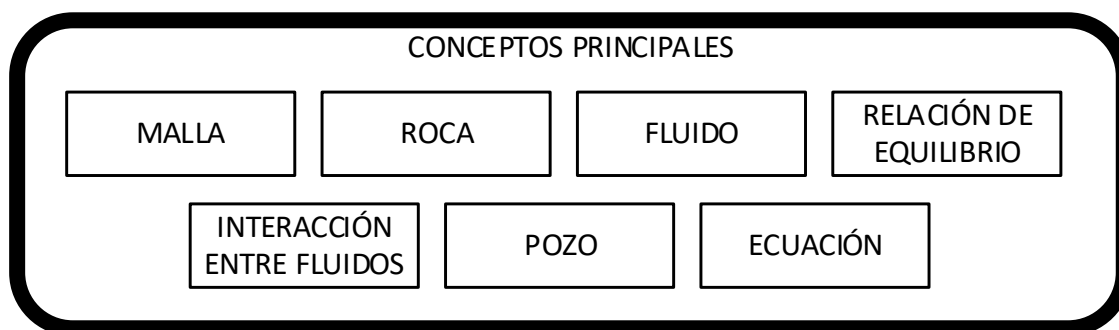 CONCEPTOS PRINCIPALES
MALLA
ROCA
FLUIDO
RELACIÓN DE
EQUILIBRIO
INTERACCIÓN
ENTRE FLUIDOS
POZO
ECUACIÓN